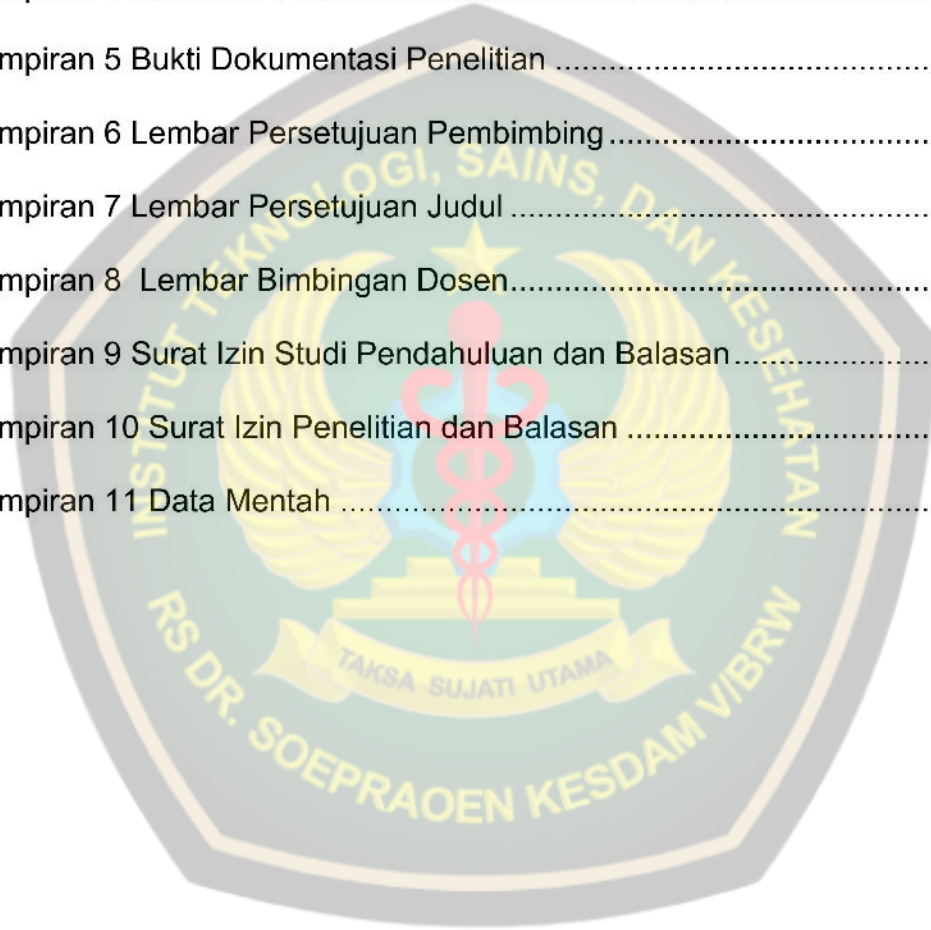 mpiran 5 Bukti Dokumentasi Penelitian ............................................
mpiran 6 Lembar Persetujuan Pembimbing .....................................
mpiran 7 Lembar Persetujuan Judul .................................................
mpiran 8  Lembar Bimbingan Dosen.................................................
mpiran 9 Surat Izin Studi Pendahuluan dan Balasan .......................
mpiran 10 Surat Izin Penelitian dan Balasan ...................................
mpiran 11 Data Mentah ......................................................................
INSTITUT TEKNOLOGI, SAINS, DAN KESEHATAN
TAKSA SUJATI UTAMA
RS DR. SOEPRAOEN KESDAM V/BRW